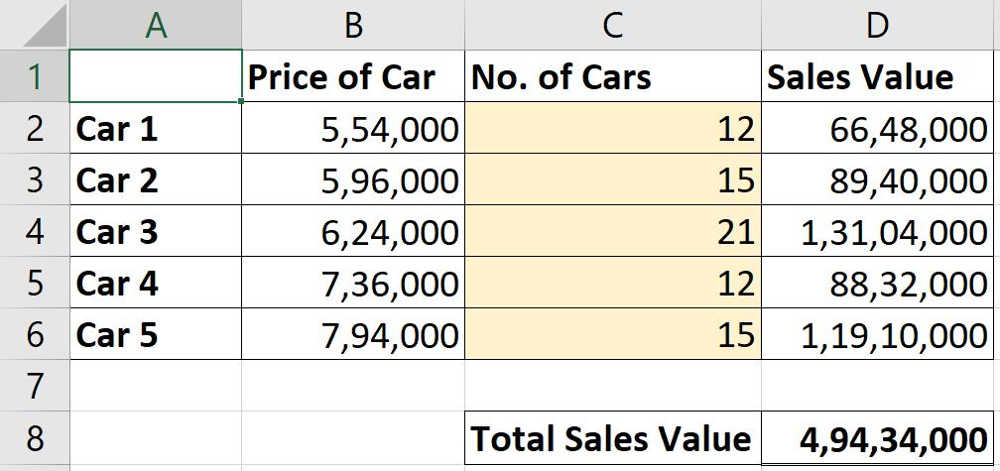 A B C D
1 Price of Car No. of Cars Sales Value
2 Car 1 5,54,000 12 66,48,000
3 Car 2 5,96,000 15 89,40,000
4 Car 3 6,24,000 21 1,31,04,000
5 Car 4 7,36,000 12 88,32,000
6 Car 5 7,94,000 15 1,19,10,000
7
8 Total Sales Value 4,94,34,000